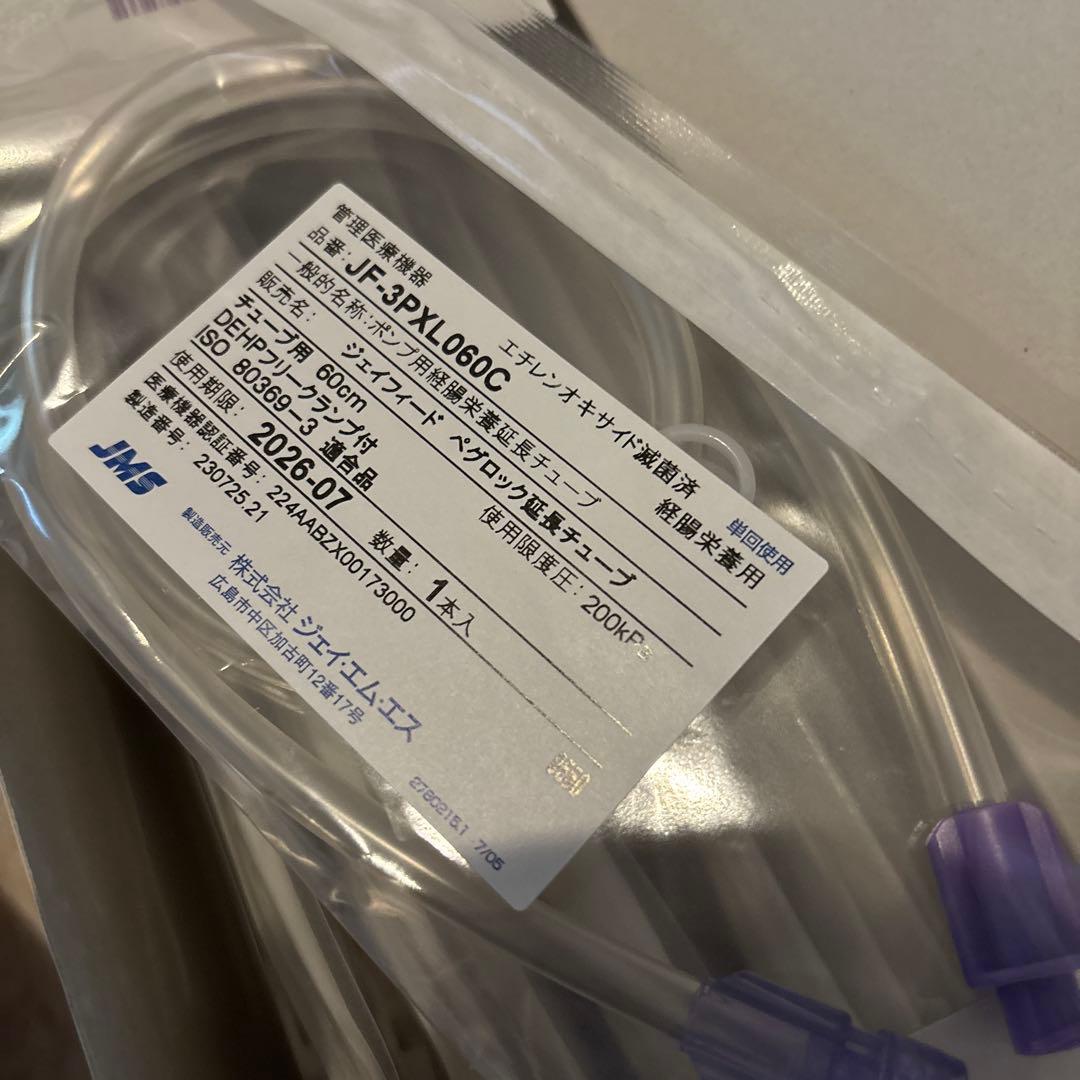 管理医療機器
エチレンオキサイド滅菌済
単回使用
品番: JF-3PXL060C
経腸栄養用
一般的名称: ポンプ用経腸栄養延長チューブ
販売名: ジェイフィード ペグロック延長チューブ
チューブ用 60cm
使用限度圧: 200kPa
DEHPフリークランプ付
ISO 80369-3 適合品
使用期限: 2026-07 数量: 1本入
医療機器認証番号: 224AABZX00173000
製造番号: 230725.21
JMS
製造販売元 株式会社 ジェイ・エム・エス
広島市中区加古町12番17号
2780215.1 7/05